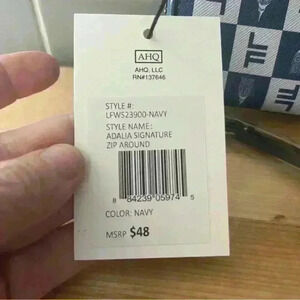 AHQ
AHQ, LLC
RN#137646
STYLE #:
LFWS23900-NAVY
STYLE NAME:
ADALIA SIGNATURE
ZIP AROUND
8 84239 05974 5
COLOR: NAVY
MSRP $48